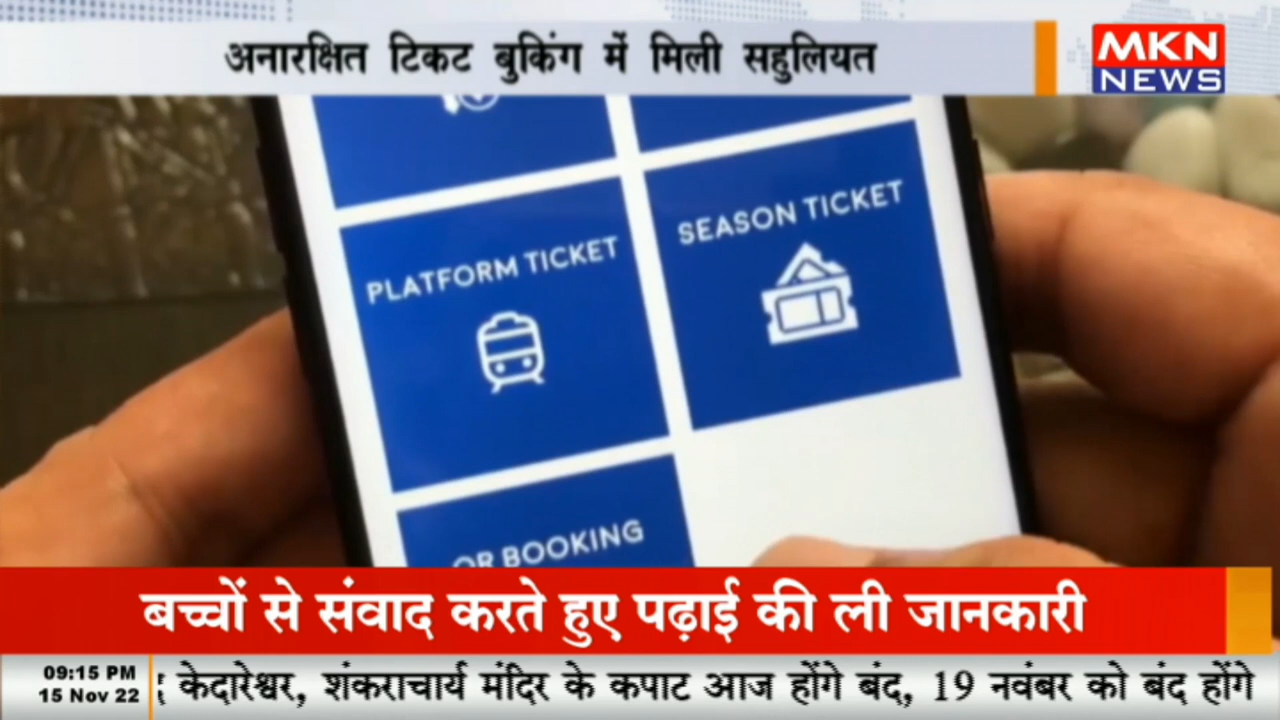 अनारक्षित टिकट बुकिंग में मिली सहुलियत
MKN
NEWS
PLATFORM TICKET
SEASON TICKET
QR BOOKING
बच्चों से संवाद करते हुए पढ़ाई की ली जानकारी
09:15 PM
15 Nov 22
केदारेश्वर, शंकराचार्य मंदिर के कपाट आज होंगे बंद, 19 नवंबर को बंद होंगे